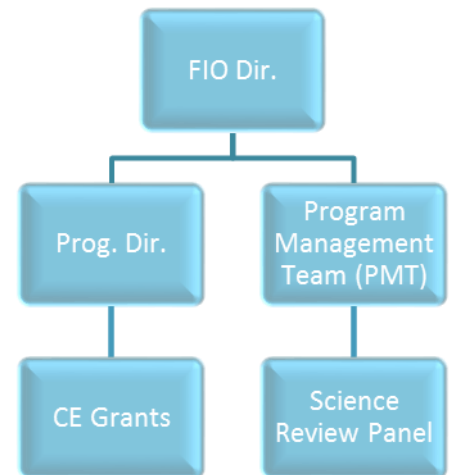 FIO Dir.
Prog. Dir.
Program
Management
Team (PMT)
CE Grants
Science
Review Panel